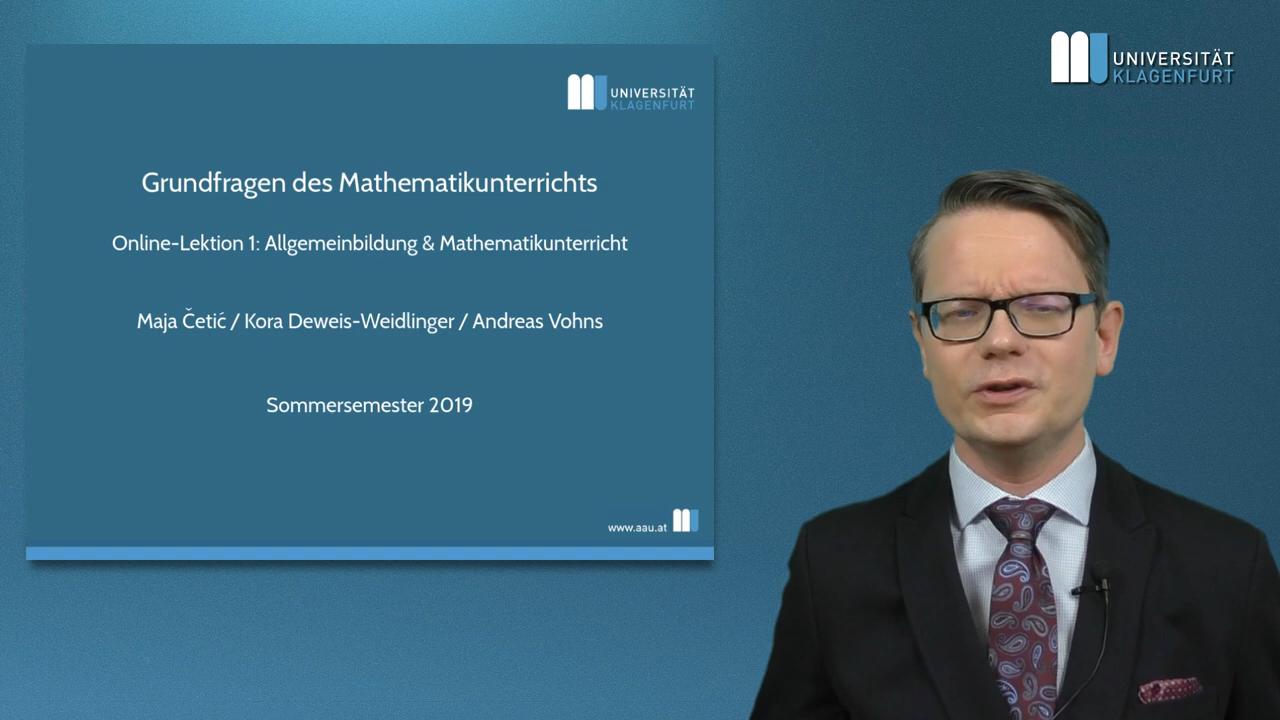 UNIVERSITÄT
KLAGENFURT
Grundfragen des Mathematikunterrichts
Online-Lektion 1: Allgemeinbildung & Mathematikunterricht
Maja Četić / Kora Deweis-Weidlinger / Andreas Vohns
Sommersemester 2019
www.aau.at
UNIVERSITÄT
KLAGENFURT